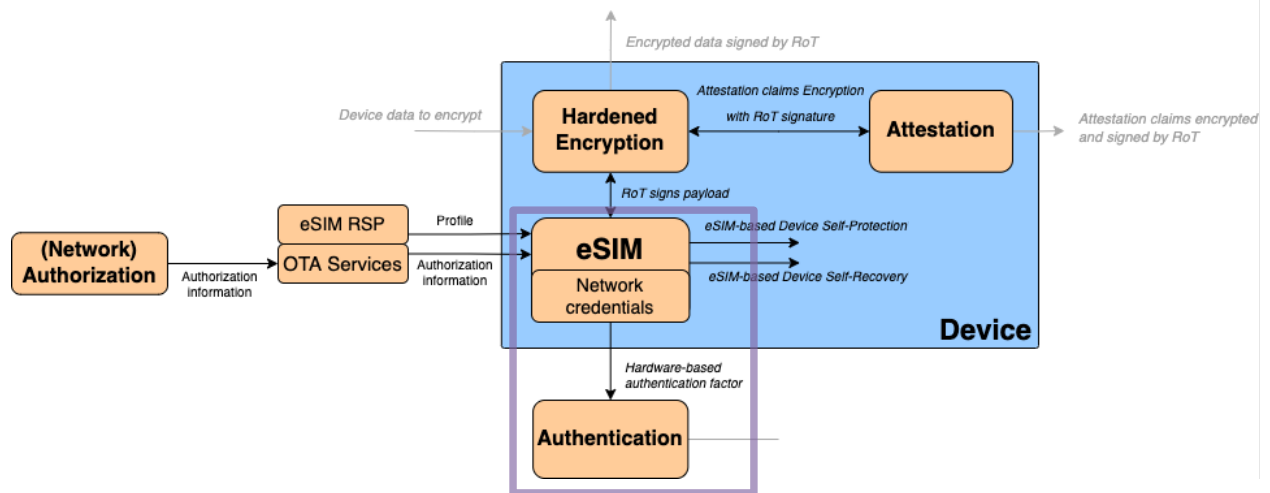 Encrypted data signed by RoT
Device data to encrypt
Hardened
Encryption
Attestation claims Encryption
with RoT signature
Attestation
Attestation claims encrypted
and signed by RoT
RoT signs payload
(Network)
Authorization
Authorization
information
eSIM RSP
OTA Services
Profile
Authorization
information
eSIM
Network
credentials
eSIM-based Device Self-Protection
eSIM-based Device Self-Recovery
Device
Hardware-based
authentication factor
Authentication